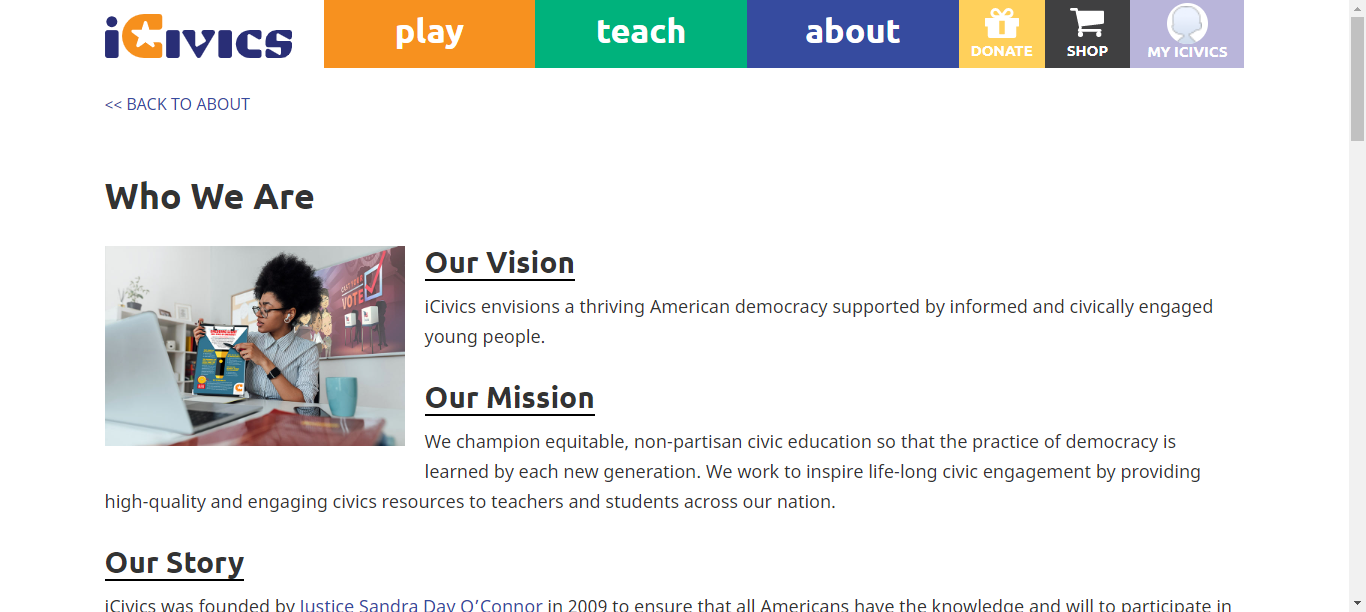 iCivics
play
teach
about
DONATE
SHOP
MY ICIVICS
<< BACK TO ABOUT
Who We Are
VOTE
Our Vision
iCivics envisions a thriving American democracy supported by informed and civically engaged
young people.
Our Mission
We champion equitable, non-partisan civic education so that the practice of democracy is
learned by each new generation. We work to inspire life-long civic engagement by providing
high-quality and engaging civics resources to teachers and students across our nation.
Our Story
iCivics was founded by Justice Sandra Day O’Connor in 2009 to ensure that all Americans have the knowledge and will to participate in